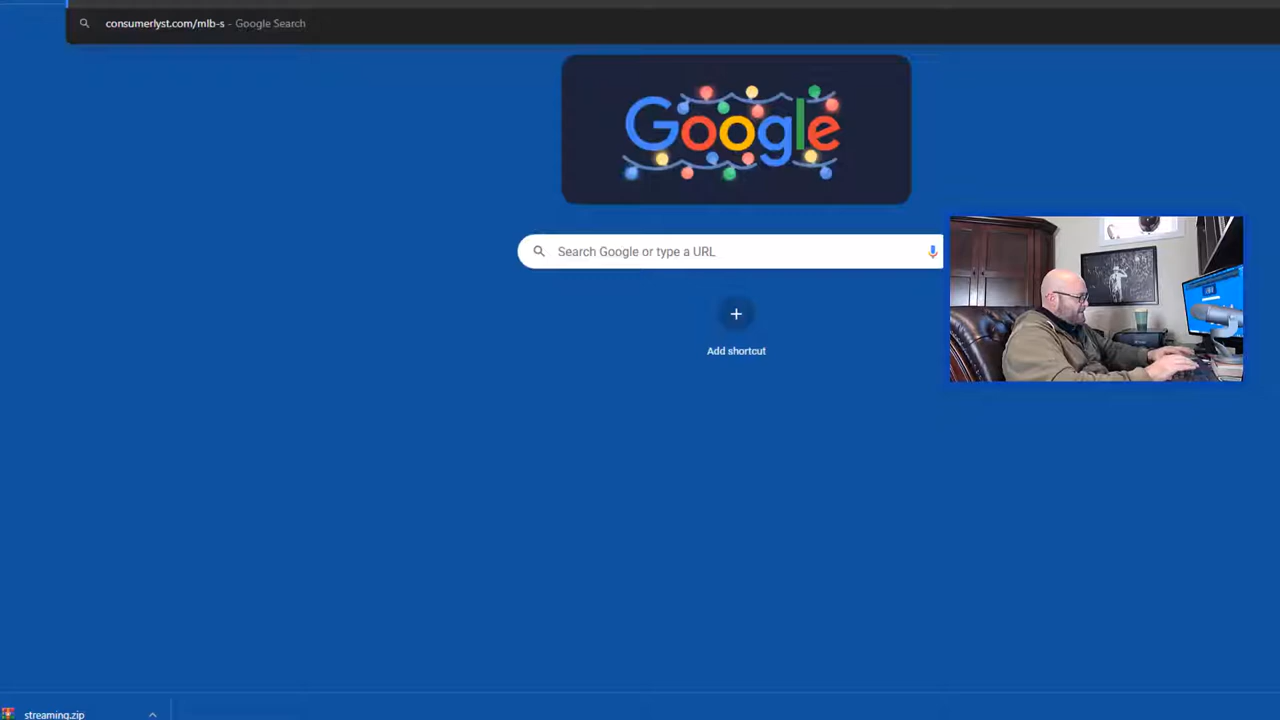 consumerlyst.com/mlb-s - Google Search
Google
Search Google or type a URL
Add shortcut
streaming.zip